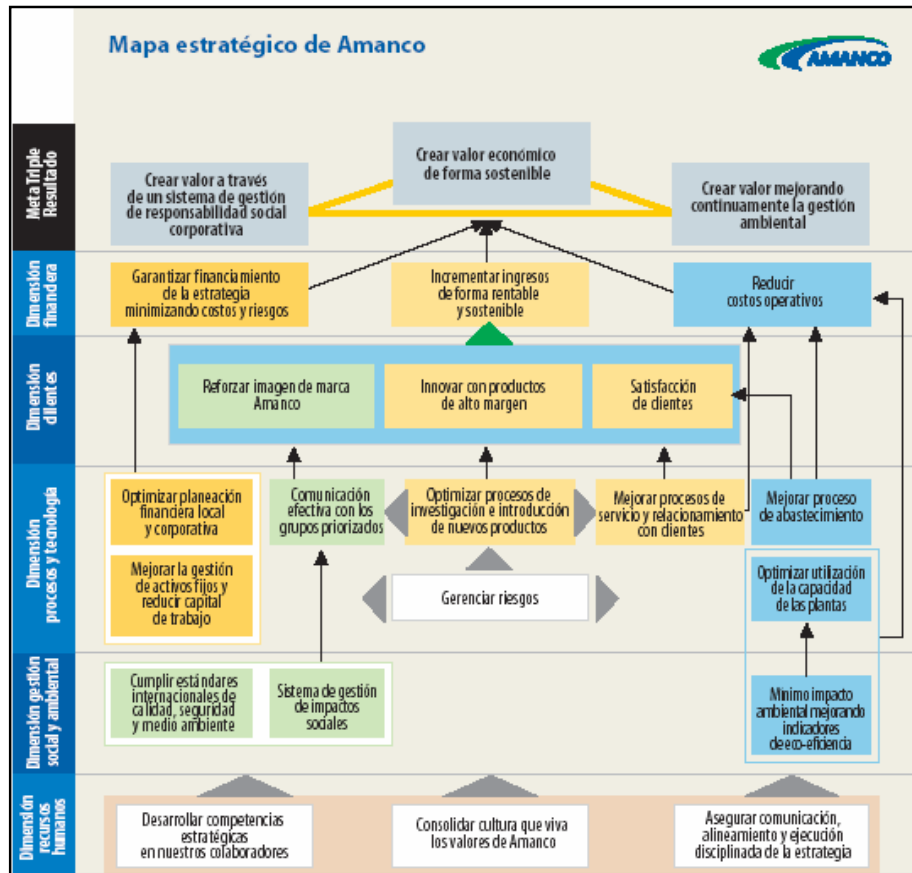 Mapa estratégico de Amanco
AMANCO
Meta Triple
Resultado
Crear valor a través
de un sistema de gestión
de responsabilidad social
corporativa
Crear valor económico
de forma sostenible
Crear valor mejorando
continuamente la gestión
ambiental
Dimensión
financiera
Garantizar financiamiento
de la estrategia
minimizando costos y riesgos
Incrementar ingresos
de forma rentable
y sostenible
Reducir
costos operativos
Dimensión
clientes
Reforzar imagen de marca
Amanco
Innovar con productos
de alto margen
Satisfacción
de clientes
Dimensión
procesos y tecnología
Optimizar planeación
financiera local
y corporativa
Comunicación
efectiva con los
grupos priorizados
Optimizar procesos de
investigación e introducción
de nuevos productos
Mejorar procesos de
servicio y relacionamiento
con clientes
Mejorar proceso
de abastecimiento
Mejorar la gestión
de activos fijos y
reducir capital
de trabajo
Gerenciar riesgos
Optimizar utilización
de la capacidad
de las plantas
Dimensión gestión
social y ambiental
Cumplir estándares
internacionales de
calidad, seguridad
y medio ambiente
Sistema de gestión
de impactos
sociales
Mínimo impacto
ambiental mejorando
indicadores
de eco-eficiencia
Dimensión
recursos
humanos
Desarrollar competencias
estratégicas
en nuestros colaboradores
Consolidar cultura que viva
los valores de Amanco
Asegurar comunicación,
alineamiento y ejecución
disciplinada de la estrategia